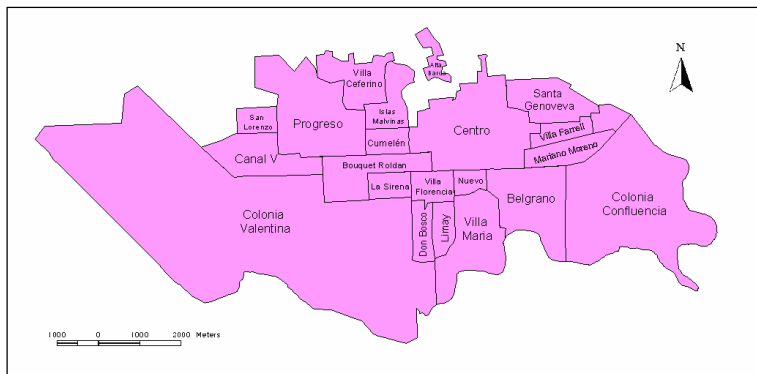 N
Alta
Barda
Villa
Ceferino
Santa
Genoveva
San
Lorenzo
Progreso
Islas
Malvinas
Centro
Villa Farrell
Cumelén
Mariano Moreno
Canal V
Bouquet Roldan
La Sirena
Villa
Florencia
Nuevo
Belgrano
Colonia
Confluencia
Colonia
Valentina
Don Bosco
Limay
Villa
Maria
1000 0 1000 2000 Meters